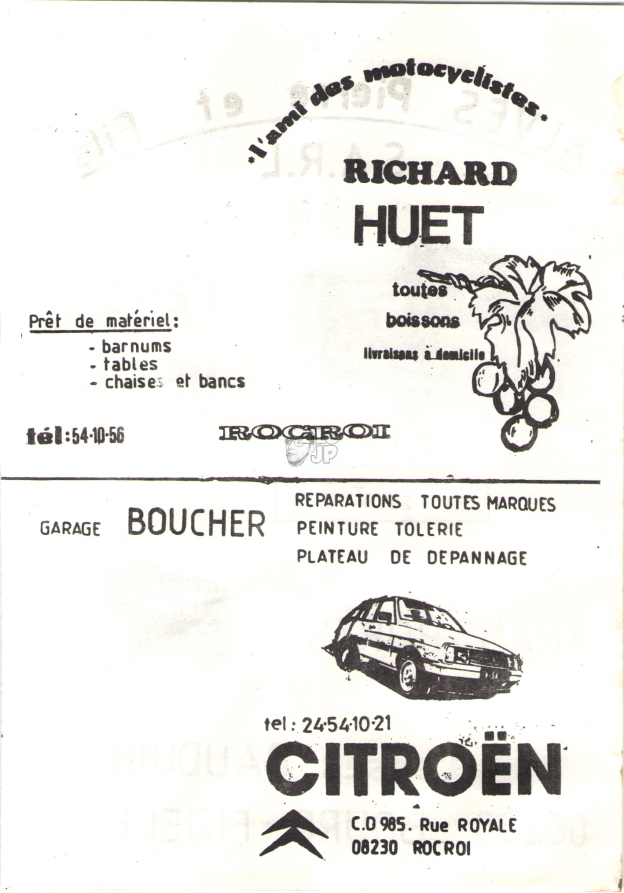 *l'ami des motocyclistes*
RICHARD
HUET
toutes
boissons
livraisons à domicile
Prêt de matériel:
- barnums
- tables
- chaises et bancs
tél: 54-10-56
ROCROI
JP
GARAGE BOUCHER
REPARATIONS TOUTES MARQUES
PEINTURE TOLERIE
PLATEAU DE DEPANNAGE
tel: 24-54-10-21
CITROËN
C.D 985. Rue ROYALE
08230 ROCROI